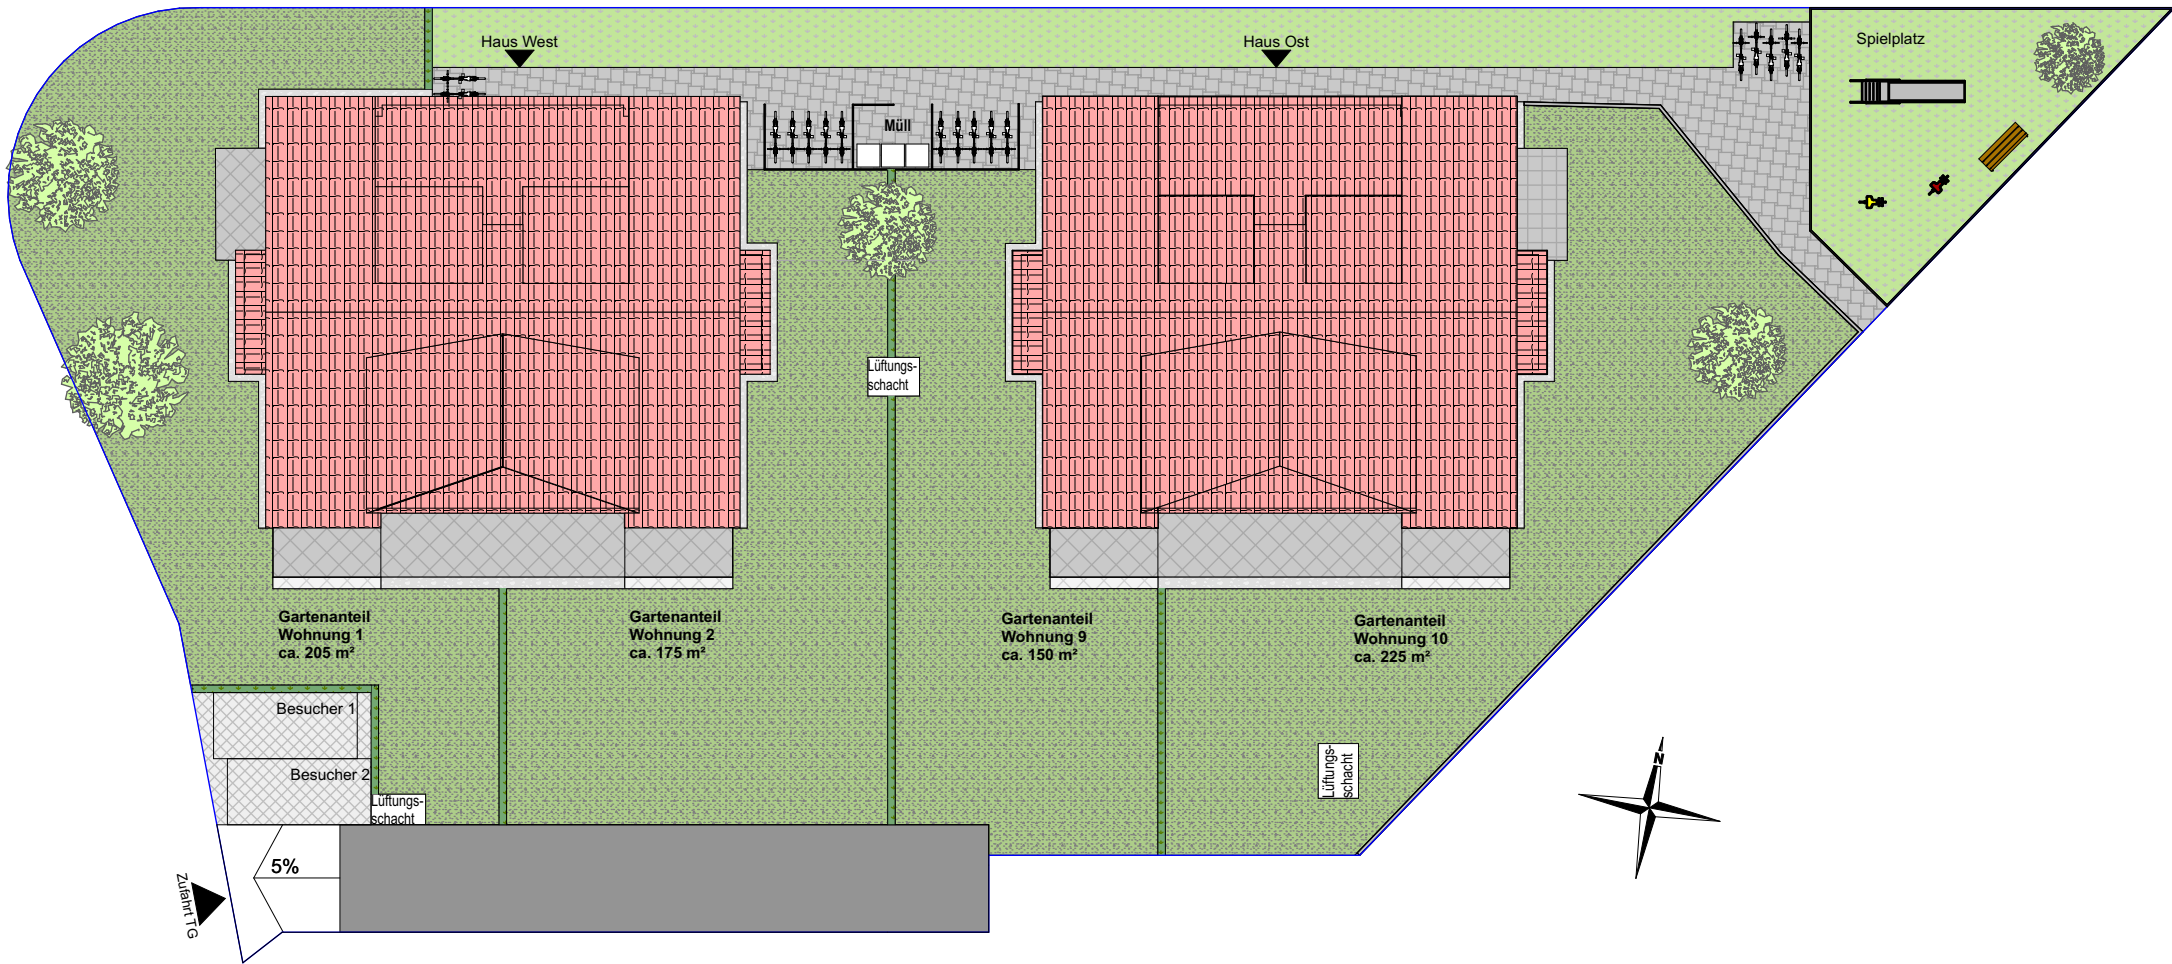 Haus West
Haus Ost
Spielplatz
Müll
Lüftungs-
schacht
Gartenanteil
Wohnung 1
ca. 205 m²
Gartenanteil
Wohnung 2
ca. 175 m²
Gartenanteil
Wohnung 9
ca. 150 m²
Gartenanteil
Wohnung 10
ca. 225 m²
Besucher 1
Besucher 2
Lüftungs-
schacht
Lüftungs-
schacht
N
5%
Zufahrt TG